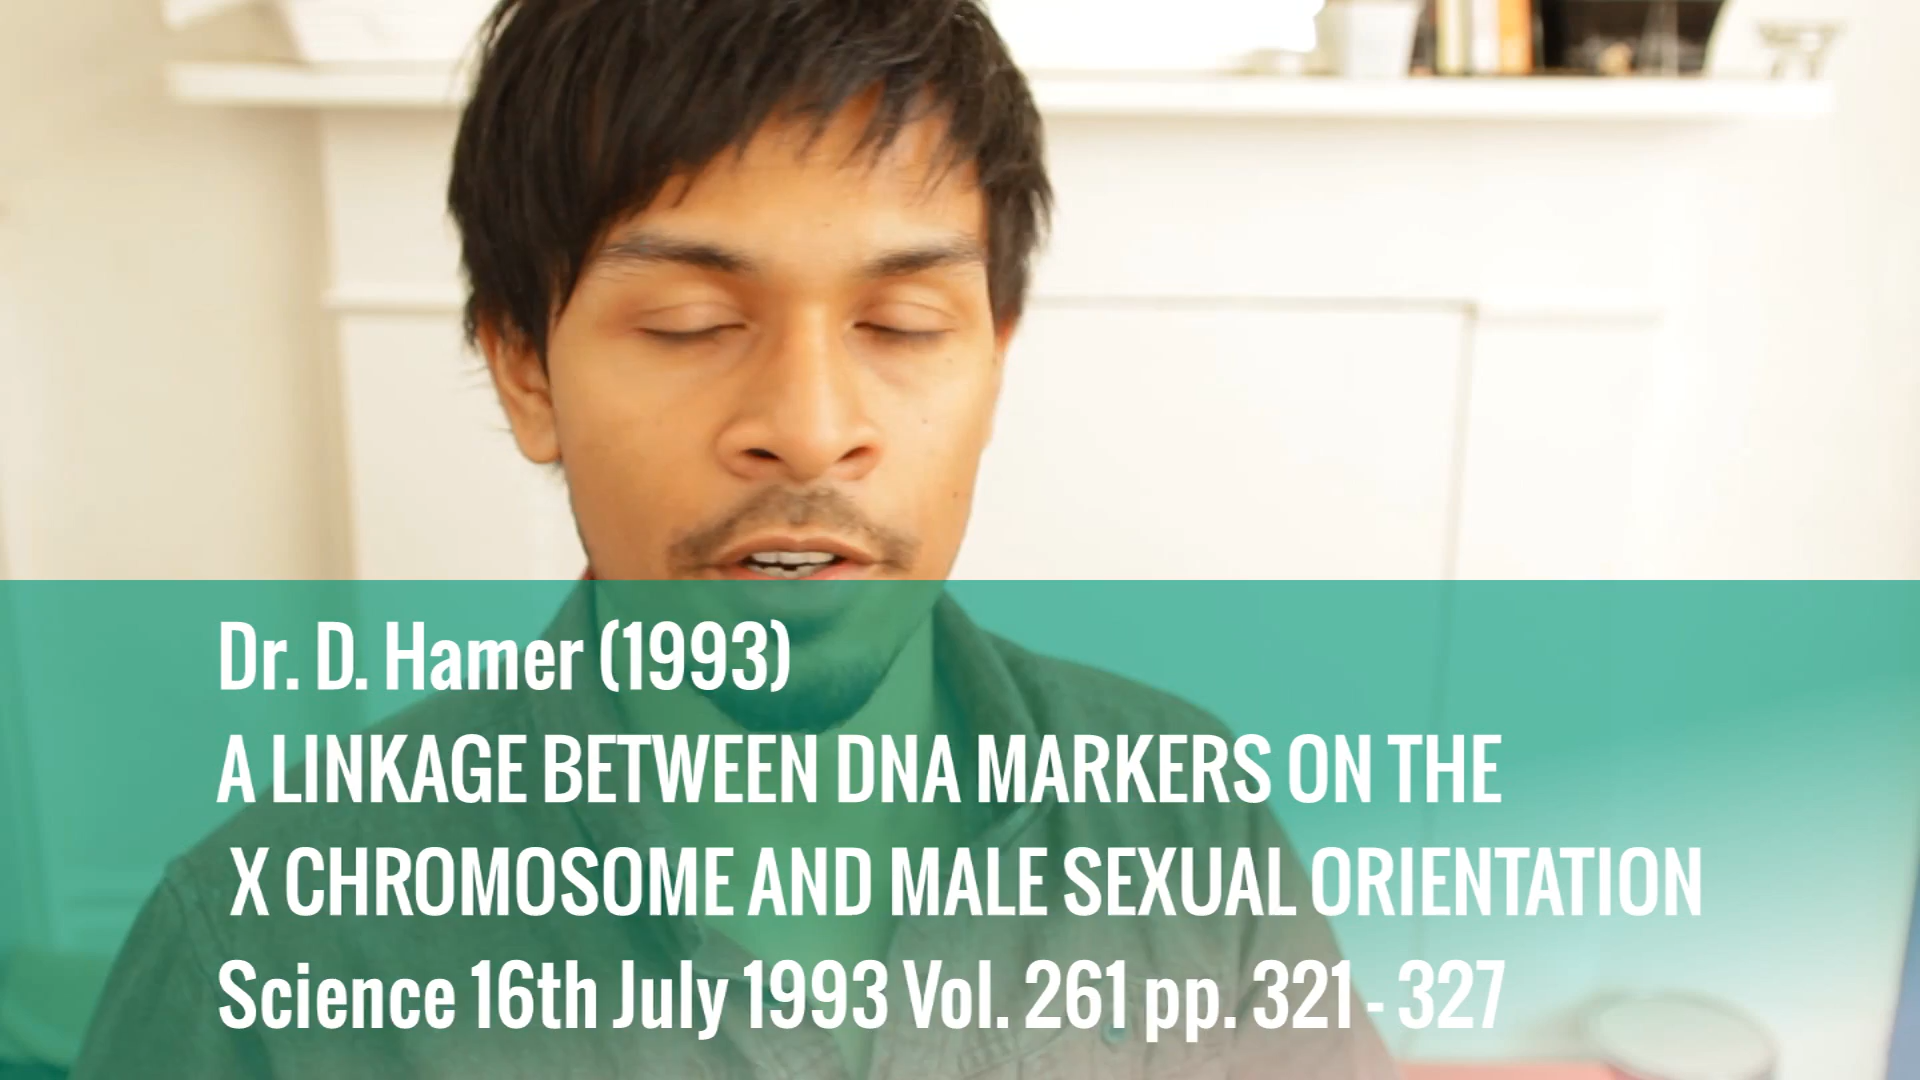 Dr. D. Hamer (1993)
A LINKAGE BETWEEN DNA MARKERS ON THE
X CHROMOSOME AND MALE SEXUAL ORIENTATION
Science 16th July 1993 Vol. 261 pp. 321 - 327